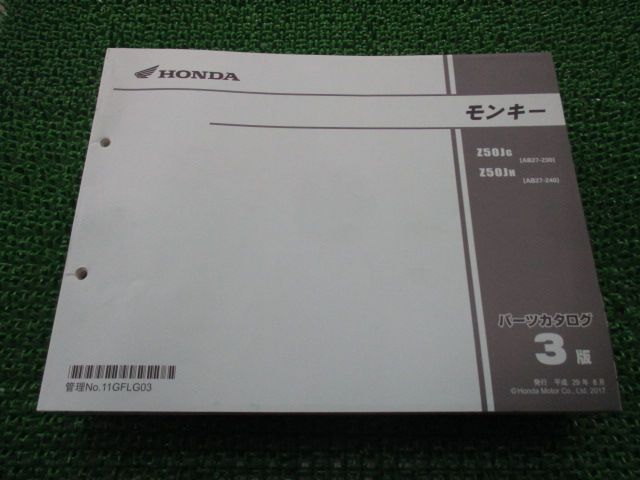 HONDA
モンキー
Z50JG [AB27-230]
Z50JH [AB27-240]
パーツカタログ
3 版
発行 平成 29 年 8 月
©Honda Motor Co., Ltd. 2017
管理No.11GFLG03